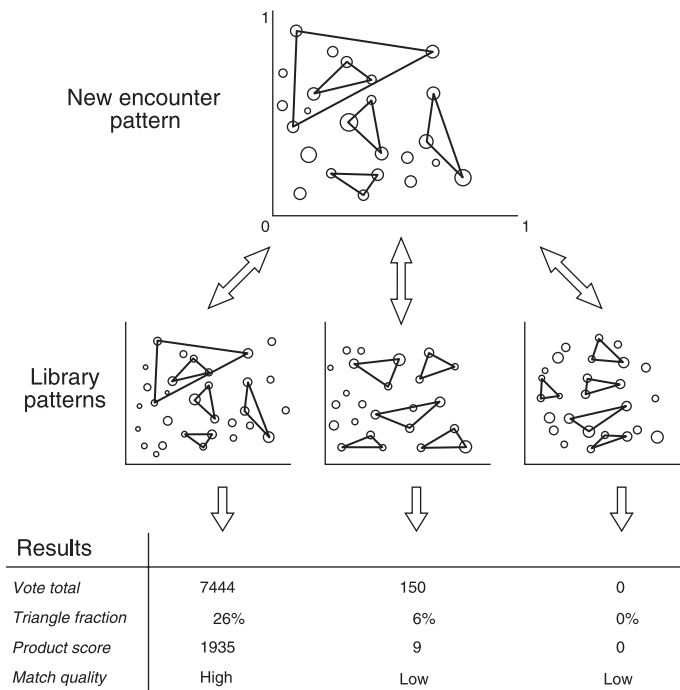 1
New encounter
pattern
0
1
Library
patterns
Results
Vote total 7444 150 0
Triangle fraction 26% 6% 0%
Product score 1935 9 0
Match quality High Low Low